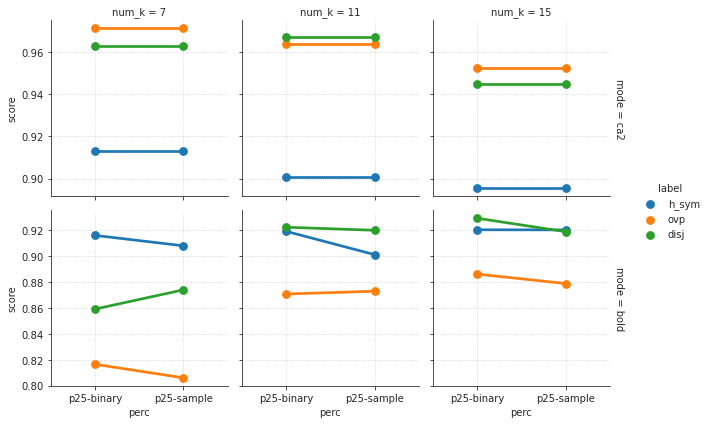 num_k = 7
num_k = 11
num_k = 15
0.96
0.94
0.92
0.90
score
mode = ca2
label
h_sym
ovp
disj
0.92
0.90
0.88
0.86
0.84
0.82
0.80
score
mode = bold
p25-binary p25-sample
p25-binary p25-sample
p25-binary p25-sample
perc
perc
perc